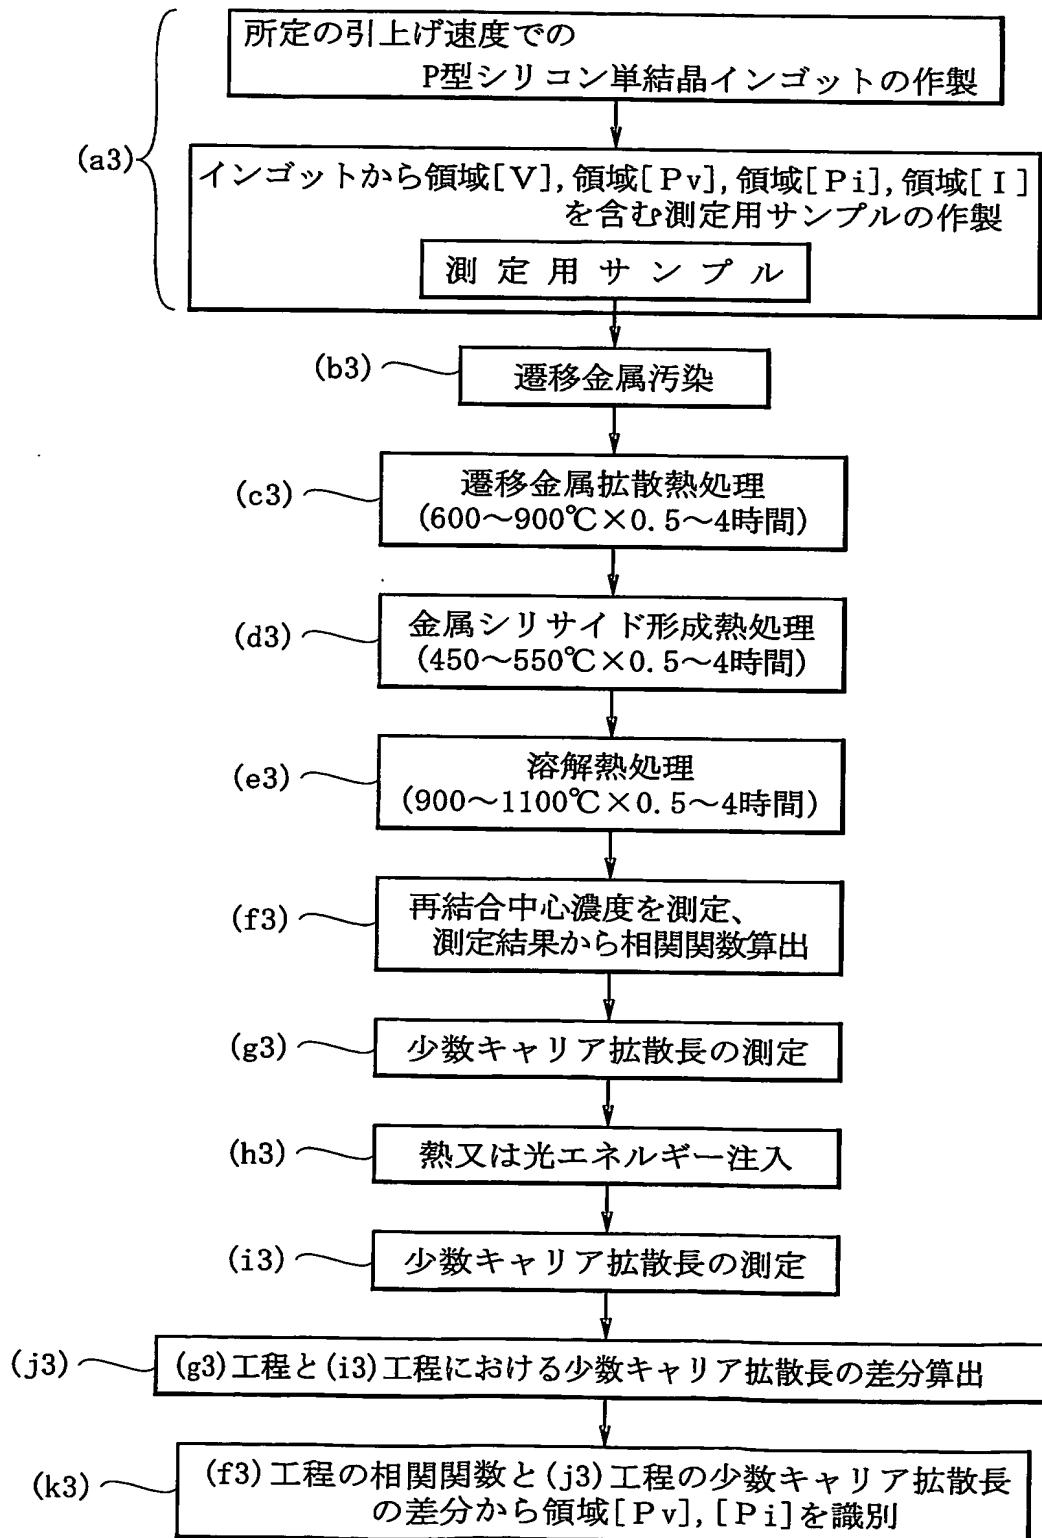 所定の引上げ速度での
P型シリコン単結晶インゴットの作製
(a3)
インゴットから領域[V],領域[Pv],領域[Pi],領域[I]
を含む測定用サンプルの作製
測定用サンプル
(b3)
遷移金属汚染
(c3)
遷移金属拡散熱処理
(600～900℃×0.5～4時間)
(d3)
金属シリサイド形成熱処理
(450～550℃×0.5～4時間)
(e3)
溶解熱処理
(900～1100℃×0.5～4時間)
(f3)
再結合中心濃度を測定、
測定結果から相関関数算出
(g3)
少数キャリア拡散長の測定
(h3)
熱又は光エネルギー注入
(i3)
少数キャリア拡散長の測定
(j3)
(g3)工程と(i3)工程における少数キャリア拡散長の差分算出
(k3)
(f3)工程の相関関数と(j3)工程の少数キャリア拡散長
の差分から領域[Pv],[Pi]を識別